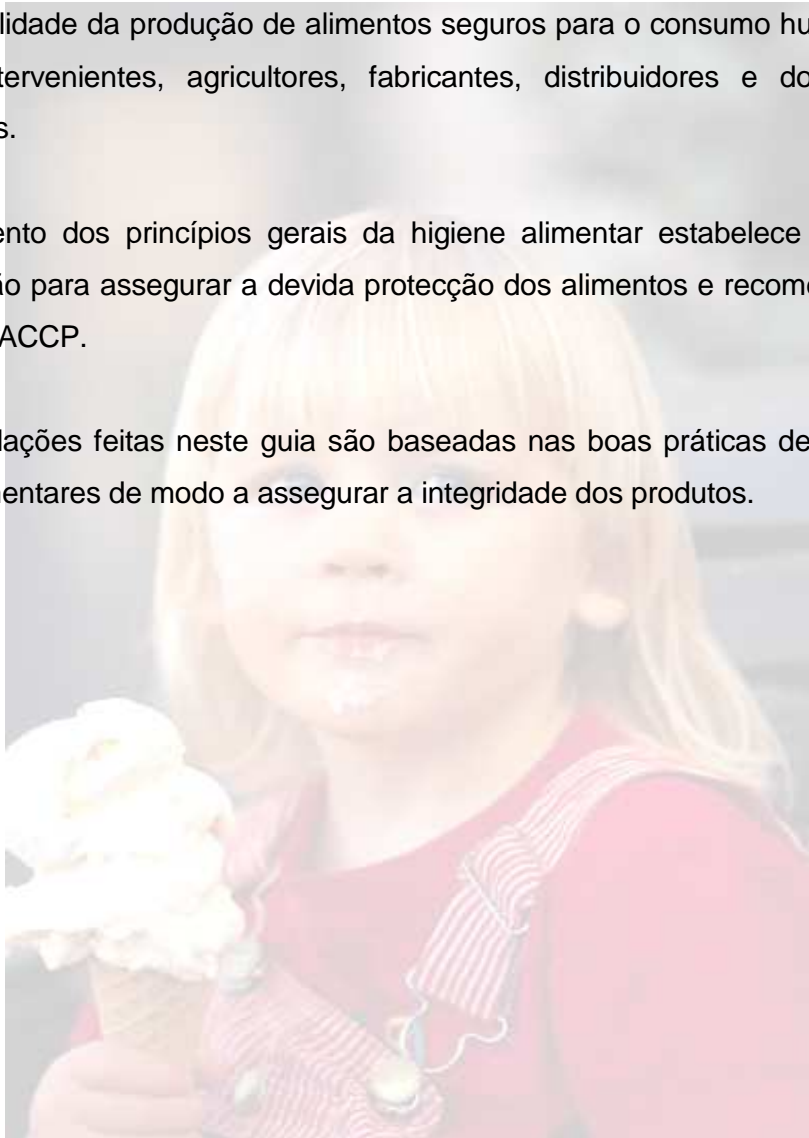 lidade da produção de alimentos seguros para o consumo hu
tervenientes, agricultores, fabricantes, distribuidores e do
s.
ento dos princípios gerais da higiene alimentar estabelece
ão para assegurar a devida protecção dos alimentos e recome
ACCP.
lações feitas neste guia são baseadas nas boas práticas de
nentares de modo a assegurar a integridade dos produtos.